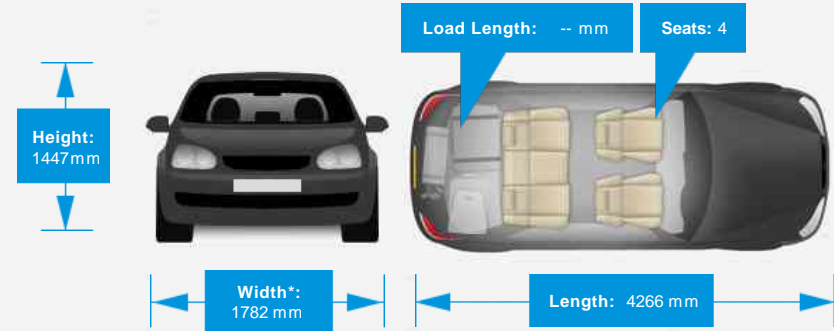 Load Length: -- mm
Seats: 4
Height:
1447mm
Width*:
1782 mm
Length: 4266 mm